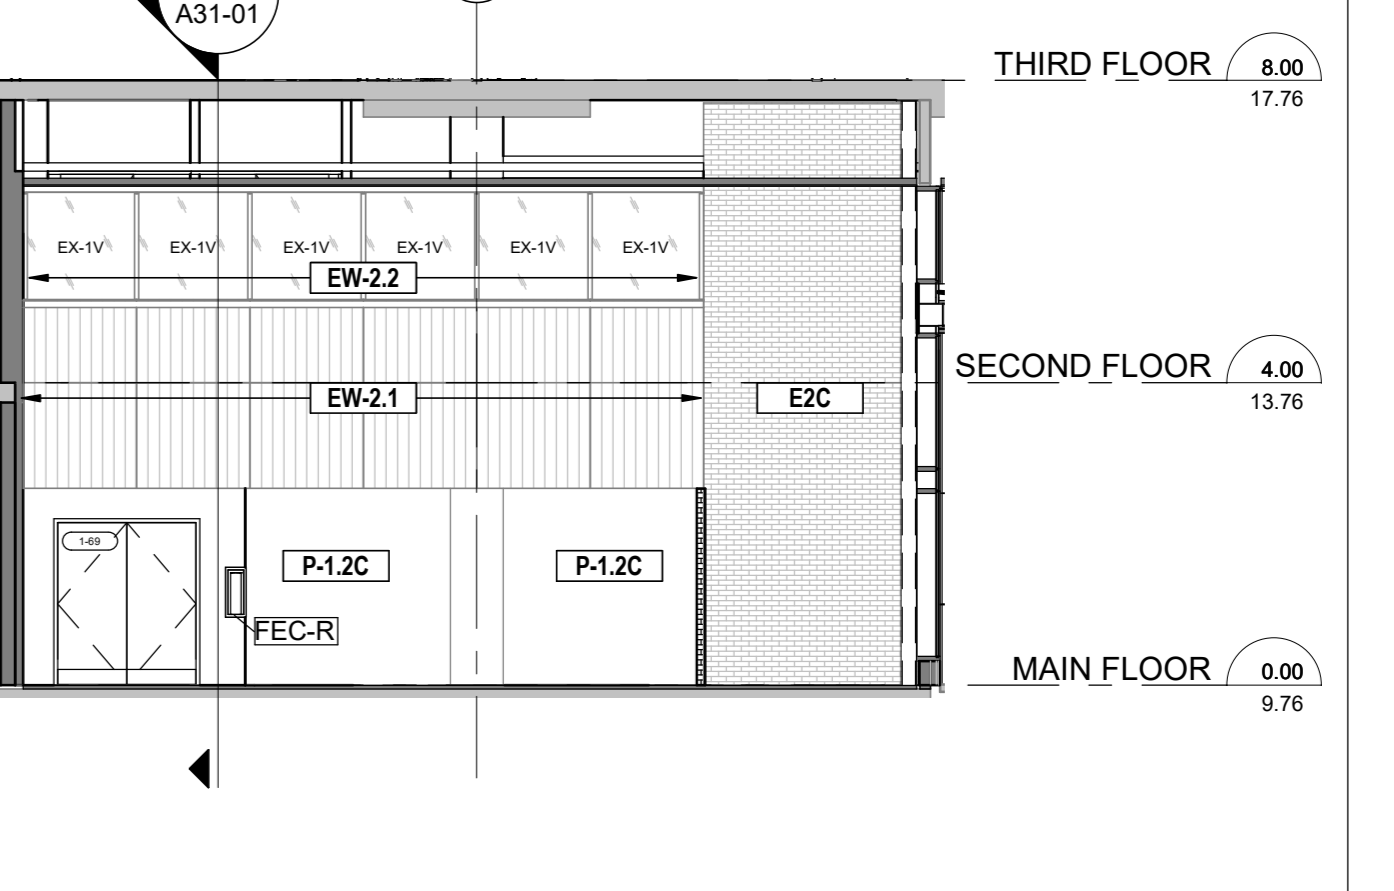 A31-01
THIRD FLOOR 8.00
17.76
EX-1V EX-1V EX-1V EX-1V EX-1V EX-1V
EW-2.2
SECOND FLOOR 4.00
13.76
EW-2.1 E2C
1-69
P-1.2C P-1.2C
FEC-R
MAIN FLOOR 0.00
9.76